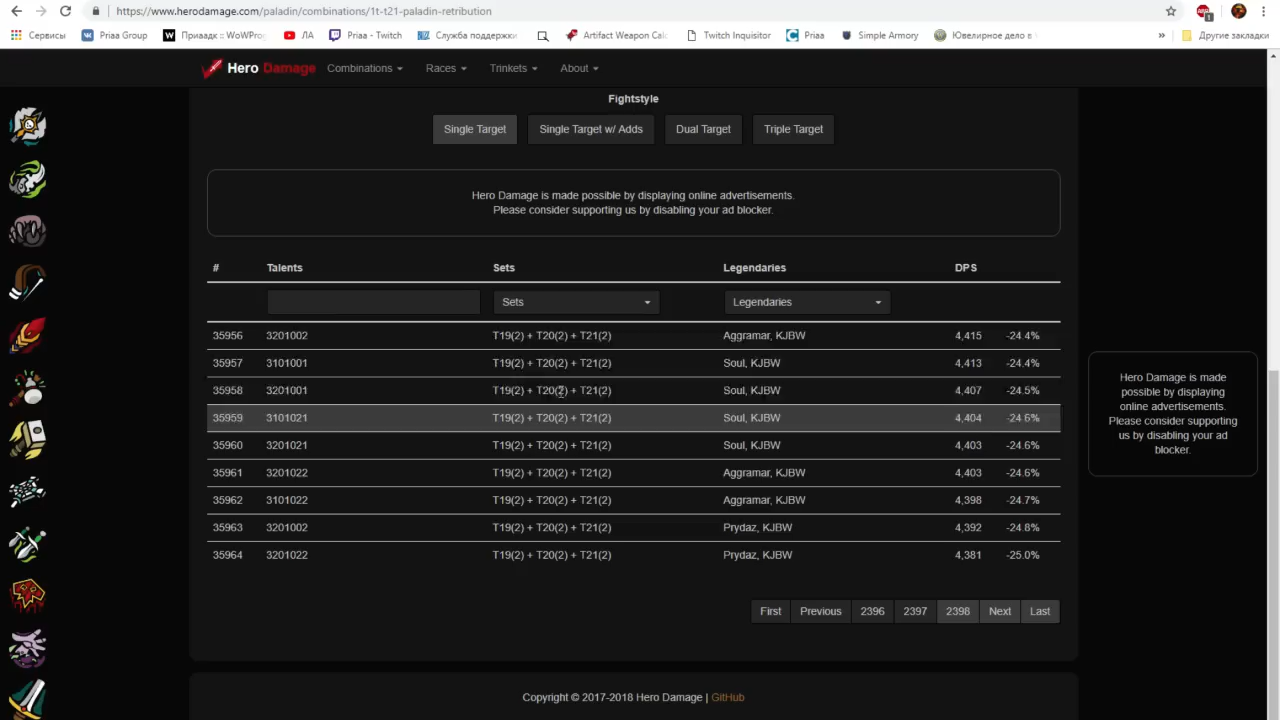 https://www.herodamage.com/paladin/combinations/1t-t21-paladin-retribution
Сервисы Priaa Group Приаадк :: WoWPro ЛА Priaa - Twitch Служба поддержки Artifact Weapon Calc Twitch Inquisitor Priaa Simple Armory Ювелирное дело в » Другие закладки
Hero Damage Combinations Races Trinkets About
Fightstyle
Single Target Single Target w/ Adds Dual Target Triple Target
Hero Damage is made possible by displaying online advertisements.
Please consider supporting us by disabling your ad blocker.
# Talents Sets Legendaries DPS
Sets Legendaries
35956 3201002 T19(2) + T20(2) + T21(2) Aggramar, KJBW 4,415 -24.4%
35957 3101001 T19(2) + T20(2) + T21(2) Soul, KJBW 4,413 -24.4%
35958 3201001 T19(2) + T20(2) + T21(2) Soul, KJBW 4,407 -24.5%
35959 3101021 T19(2) + T20(2) + T21(2) Soul, KJBW 4,404 -24.6%
35960 3201021 T19(2) + T20(2) + T21(2) Soul, KJBW 4,403 -24.6%
35961 3201022 T19(2) + T20(2) + T21(2) Aggramar, KJBW 4,403 -24.6%
35962 3101022 T19(2) + T20(2) + T21(2) Aggramar, KJBW 4,398 -24.7%
35963 3201002 T19(2) + T20(2) + T21(2) Prydaz, KJBW 4,392 -24.8%
35964 3201022 T19(2) + T20(2) + T21(2) Prydaz, KJBW 4,381 -25.0%
Hero Damage is made
possible by displaying
online advertisements.
Please consider supporting
us by disabling your ad
blocker.
First Previous 2396 2397 2398 Next Last
Copyright © 2017-2018 Hero Damage | GitHub